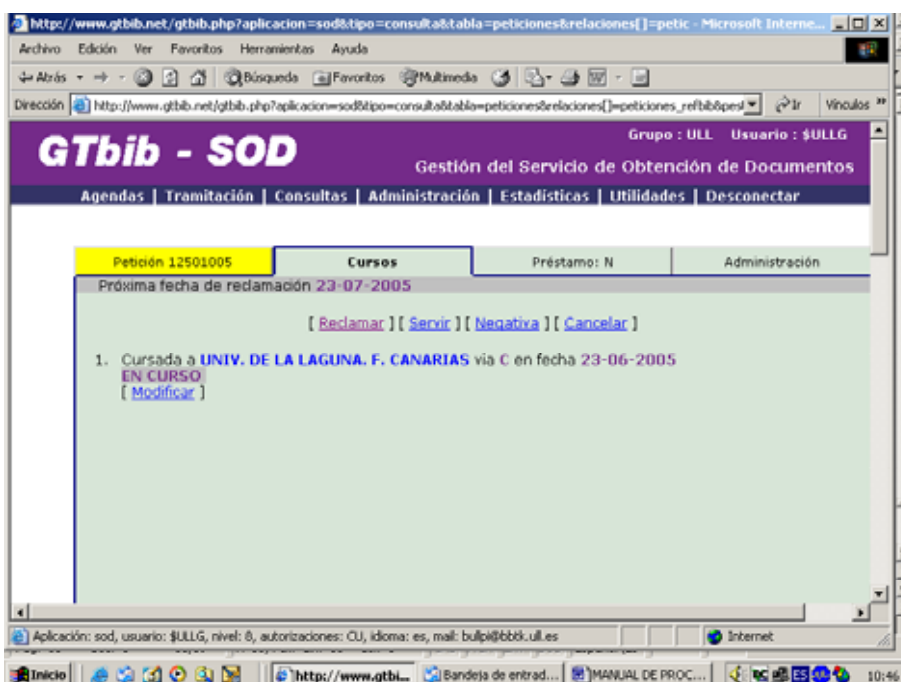 http://www.gtbib.net/gtbib.php?aplicacion=sod&tipo=consulta&tabla=peticiones&relaciones[]=petic - Microsoft Interne...
Archivo Edición Ver Favoritos Herramientas Ayuda
Atrás Búsqueda Favoritos Multimedia
Dirección http://www.gtbib.net/gtbib.php?aplicacion=sod&tipo=consulta&tabla=peticiones&relaciones[]=peticiones_refbib&pest Ir Vínculos »
Grupo : ULL Usuario : $ULLG
GTbib - SOD
Gestión del Servicio de Obtención de Documentos
Agendas | Tramitación | Consultas | Administración | Estadísticas | Utilidades | Desconectar
Petición 12501005 Cursos Préstamo: N Administración
Próxima fecha de reclamación 23-07-2005
[ Reclamar ] [ Servir ] [ Negativa ] [ Cancelar ]
1. Cursada a UNIV. DE LA LAGUNA. F. CANARIAS via C en fecha 23-06-2005
EN CURSO
[ Modificar ]
Aplicación: sod, usuario: $ULLG, nivel: 8, autorizaciones: CU, idioma: es, mail: bullpi@bbtk.ull.es Internet
Inicio http://www.gtbi... Bandeja de entrad... MANUAL DE PROC... ES 10:46